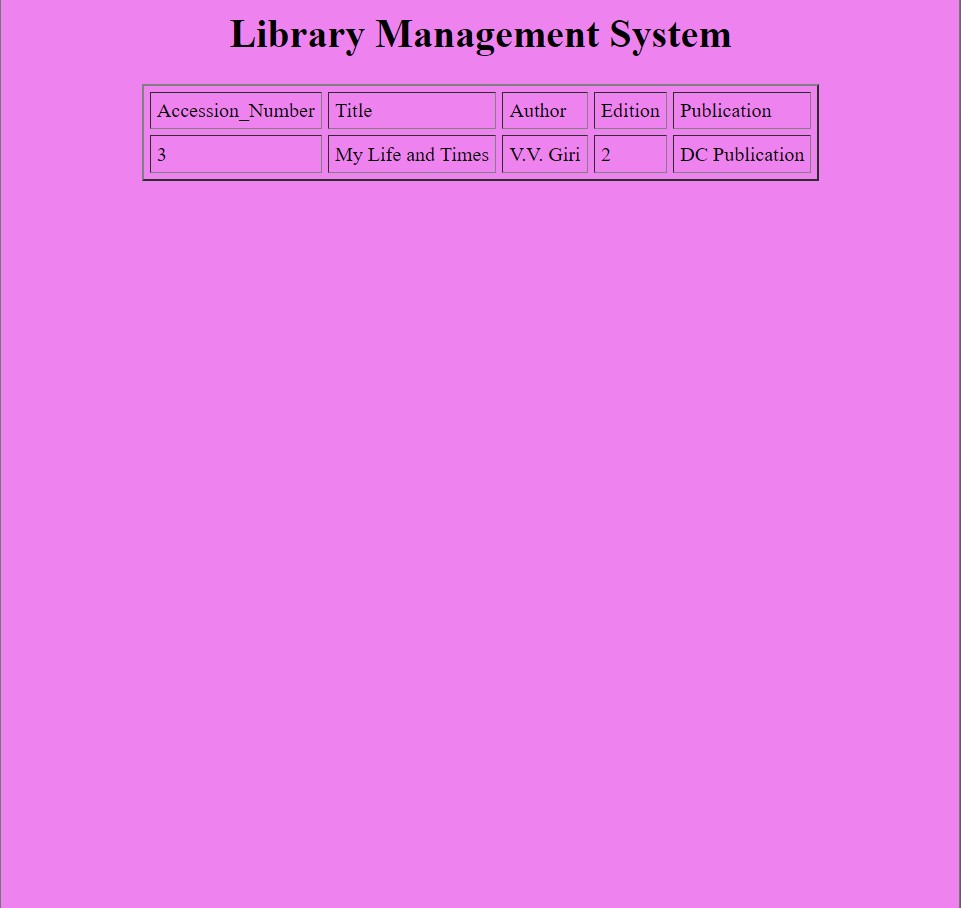 Library Management System
Accession_Number Title Author Edition Publication
3 My Life and Times V.V. Giri 2 DC Publication